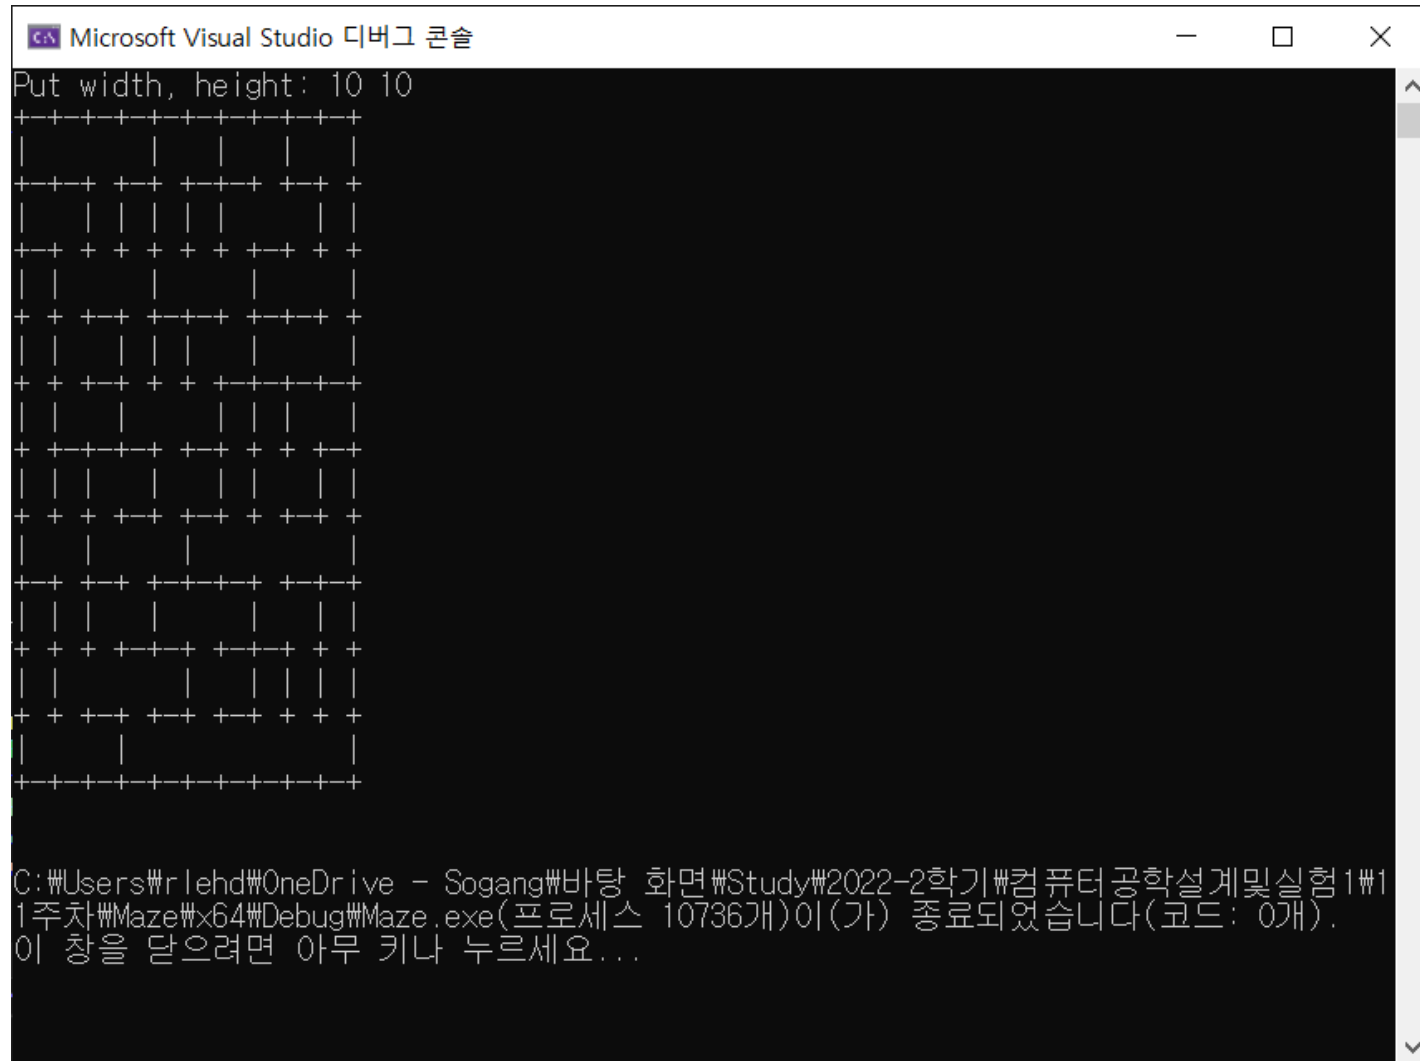 Microsoft Visual Studio 디버그 콘솔
Put width, height: 10 10
+-+-+-+-+-+-+-+-+-+-+
|       |   |   |   |
+-+-+ +-+ +-+-+ +-+ +
|   | | | | |     | |
+-+ + + + + + +-+ + +
| |     |     |     |
+ + +-+ +-+-+ +-+-+ +
| |   | | |   |     |
+ + +-+ + + +-+-+-+-+
| |   |     | | |   |
+ +-+-+-+ +-+ + + +-+
| | |   |   | |   | |
+ + + +-+ +-+ + +-+ +
|   |     |         |
+-+ +-+ +-+-+-+ +-+-+
| | |   |     |   | |
+ + + +-+-+ +-+-+ + +
| |       |   | | | |
+ + +-+ +-+ +-+ + + +
|     |             |
+-+-+-+-+-+-+-+-+-+-+
C:₩Users₩rlehd₩OneDrive - Sogang₩바탕 화면₩Study₩2022-2학기₩컴퓨터공학설계및실험1₩1
1주차₩Maze₩x64₩Debug₩Maze.exe(프로세스 10736개)이(가) 종료되었습니다(코드: 0개).
이 창을 닫으려면 아무 키나 누르세요...